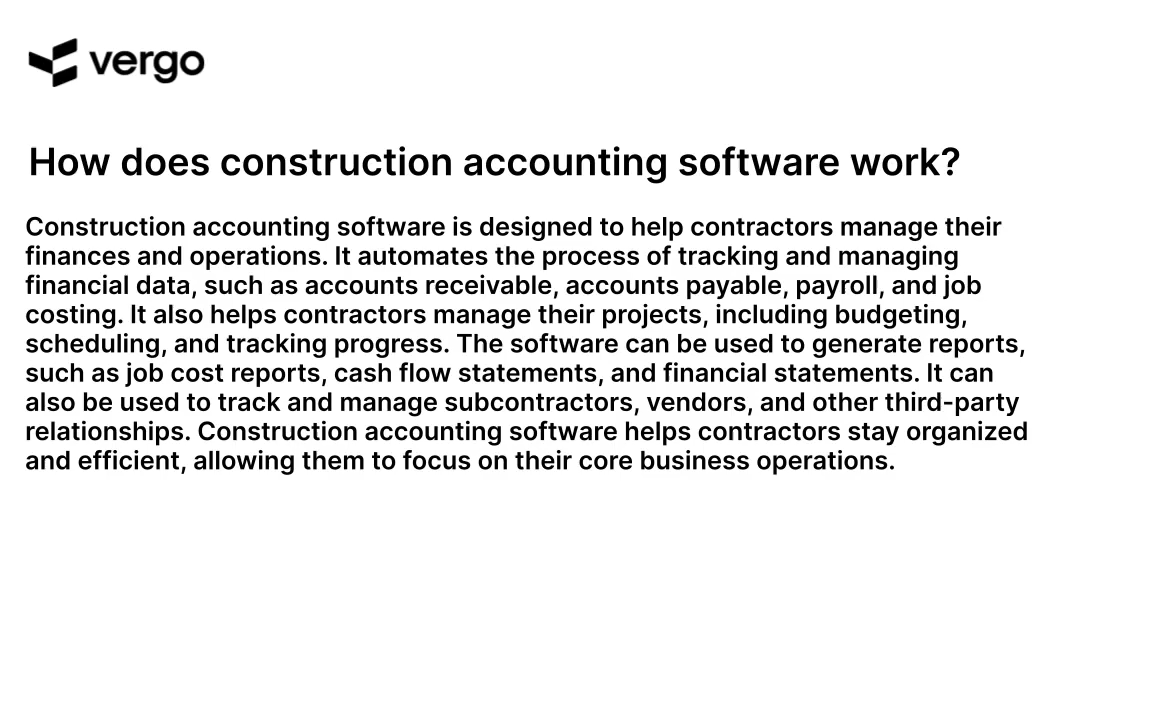 vergo
How does construction accounting software work?
Construction accounting software is designed to help contractors manage their
finances and operations. It automates the process of tracking and managing
financial data, such as accounts receivable, accounts payable, payroll, and job
costing. It also helps contractors manage their projects, including budgeting,
scheduling, and tracking progress. The software can be used to generate reports,
such as job cost reports, cash flow statements, and financial statements. It can
also be used to track and manage subcontractors, vendors, and other third-party
relationships. Construction accounting software helps contractors stay organized
and efficient, allowing them to focus on their core business operations.